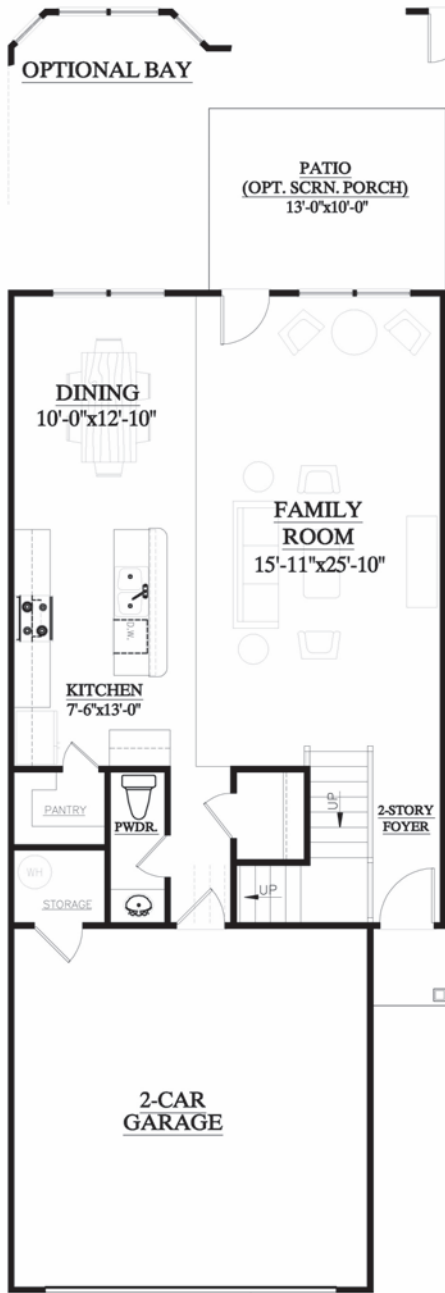 OPTIONAL BAY
PATIO
(OPT. SCRN. PORCH)
13'-0"x10'-0"
DINING
10'-0"x12'-10"
FAMILY
ROOM
15'-11"x25'-10"
D.W.
KITCHEN
7'-6"x13'-0"
PANTRY
PWDR.
UP
2-STORY
FOYER
WH
STORAGE
UP
2-CAR
GARAGE